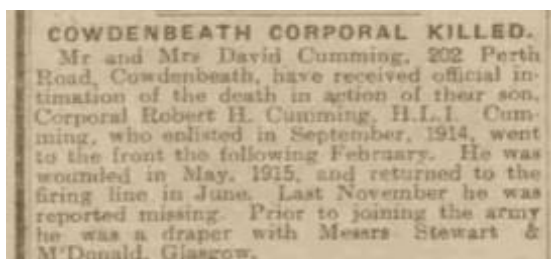 COWDENBEATH CORPORAL KILLED.
Mr and Mrs David Cumming, 202 Perth
Road, Cowdenbeath, have received official in-
timation of the death in action of their son,
Corporal Robert H. Cumming, H.L.I. Cum-
ming, who enlisted in September, 1914, went
to the front the following February. He was
wounded in May, 1915, and returned to the
firing line in June. Last November he was
reported missing. Prior to joining the army
he was a draper with Messrs Stewart &
M'Donald, Glasgow.